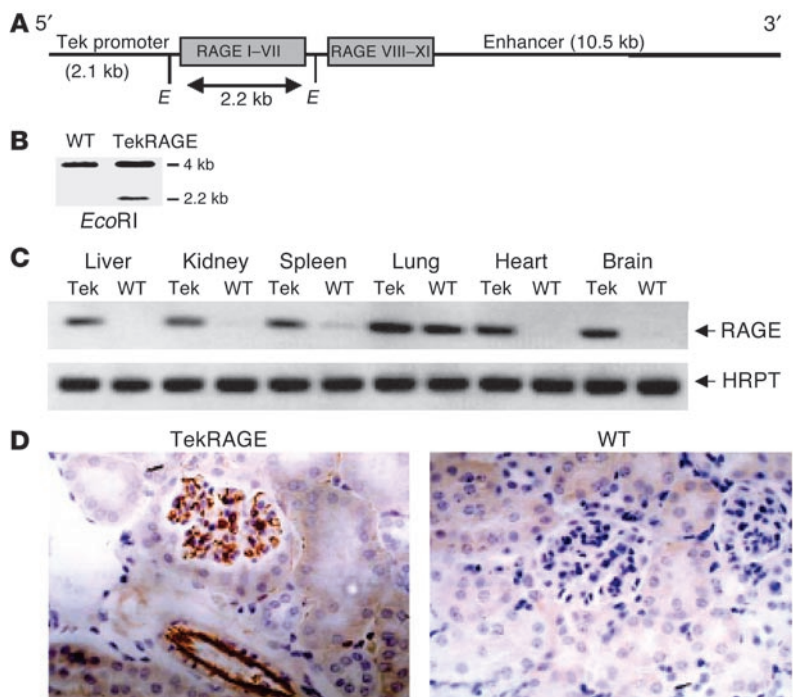 A 5′ 3′
Tek promoter RAGE I–VII RAGE VIII–XI Enhancer (10.5 kb)
(2.1 kb) E 2.2 kb E
B
WT TekRAGE
4 kb
2.2 kb
EcoRI
C
Liver Kidney Spleen Lung Heart Brain
Tek WT Tek WT Tek WT Tek WT Tek WT Tek WT
RAGE
HRPT
D TekRAGE WT